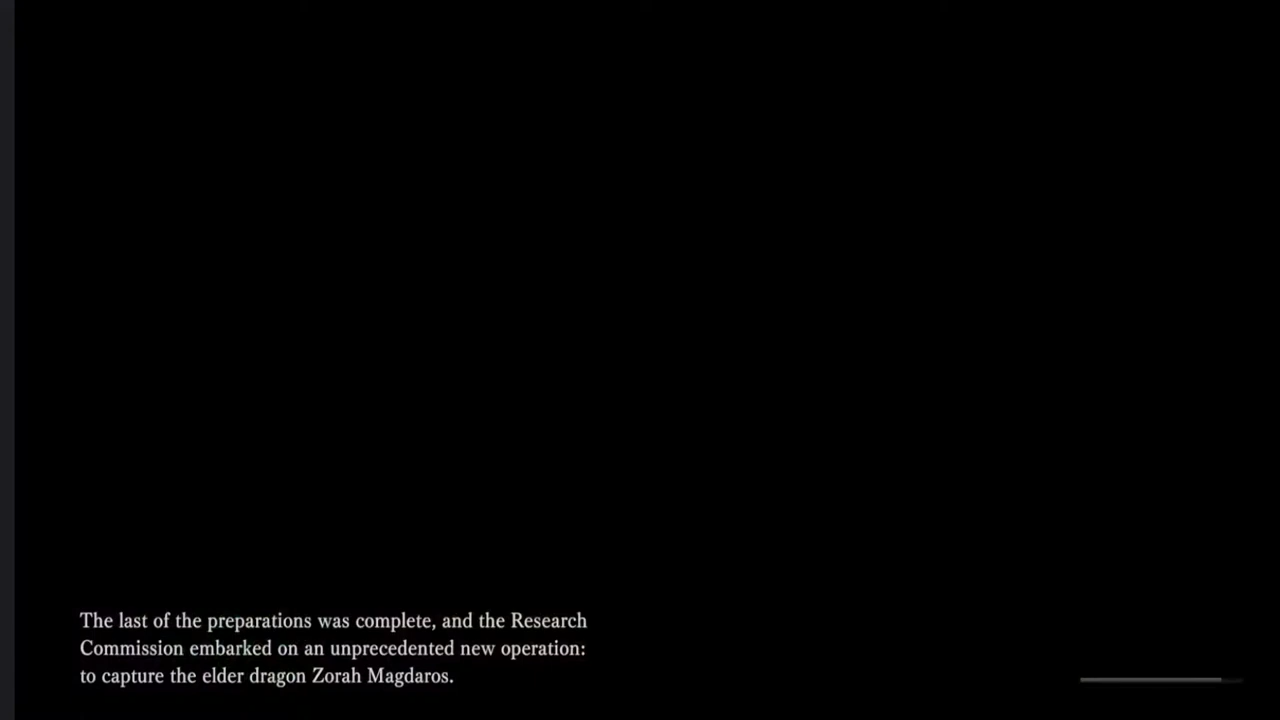 The last of the preparations was complete, and the Research
Commission embarked on an unprecedented new operation:
to capture the elder dragon Zorah Magdaros.